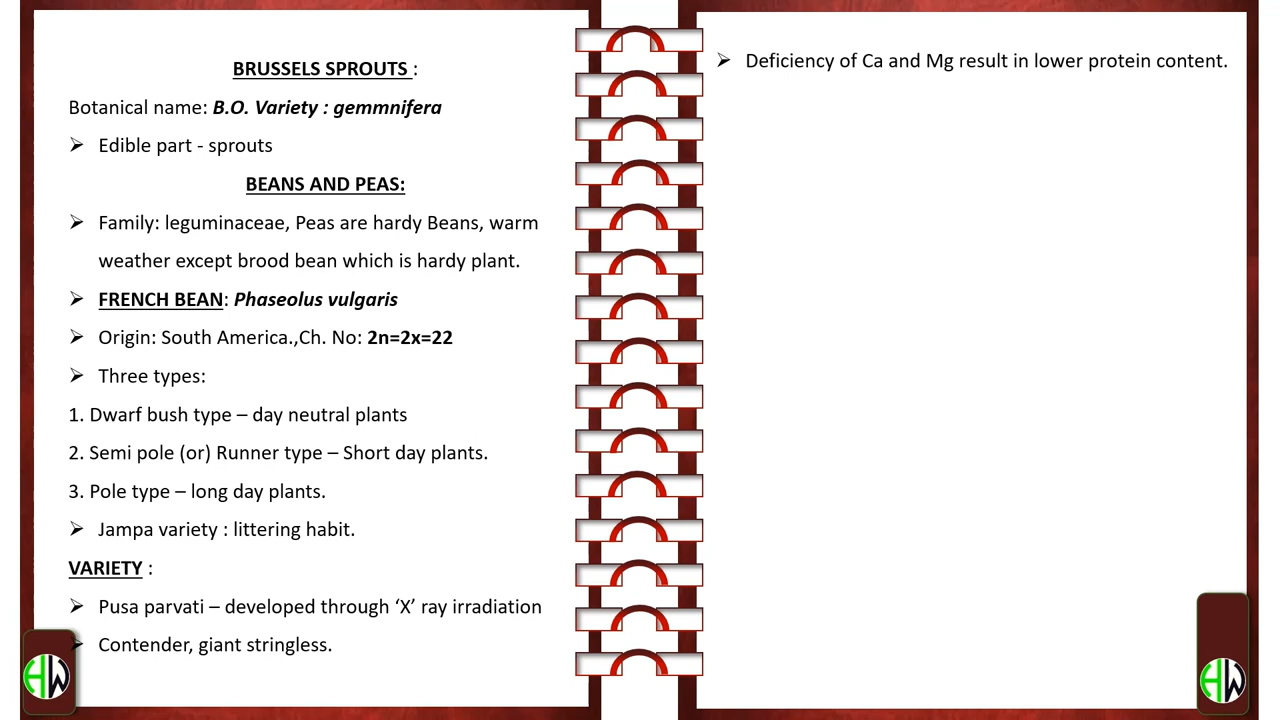 BRUSSELS SPROUTS :
Botanical name: B.O. Variety : gemmnifera
➢ Edible part - sprouts
BEANS AND PEAS:
➢ Family: leguminaceae, Peas are hardy Beans, warm
weather except brood bean which is hardy plant.
➢ FRENCH BEAN: Phaseolus vulgaris
➢ Origin: South America.,Ch. No: 2n=2x=22
➢ Three types:
1. Dwarf bush type – day neutral plants
2. Semi pole (or) Runner type – Short day plants.
3. Pole type – long day plants.
➢ Jampa variety : littering habit.
VARIETY :
➢ Pusa parvati – developed through ‘X’ ray irradiation
➢ Contender, giant stringless.
HW
➢ Deficiency of Ca and Mg result in lower protein content.
HW